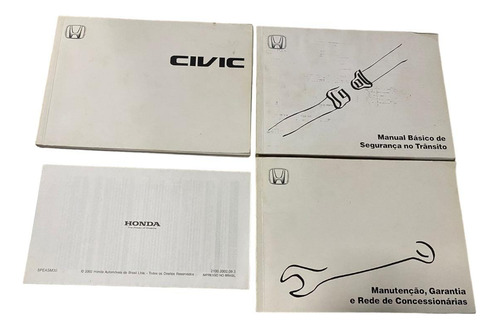 CIVIC
Manual Básico de
Segurança no Trânsito
HONDA
Manutenção, Garantia
e Rede de Concessionárias